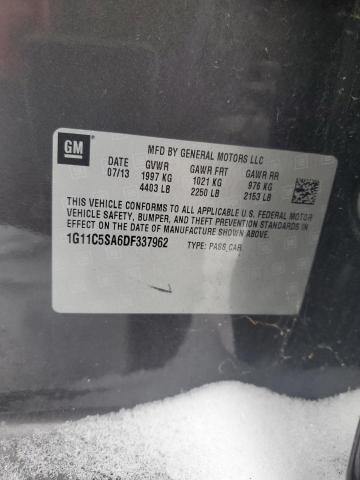 GM
MFD BY GENERAL MOTORS LLC
DATE GVWR GAWR FRT GAWR RR
07/13 1997 KG 1021 KG 976 KG
4403 LB 2250 LB 2153 LB
THIS VEHICLE CONFORMS TO ALL APPLICABLE U.S. FEDERAL MOTOR
VEHICLE SAFETY, BUMPER, AND THEFT PREVENTION STANDARDS IN
EFFECT ON THE DATE OF MANUFACTURE SHOWN ABOVE.
1G11C5SA6DF337962 TYPE: PASS CAR